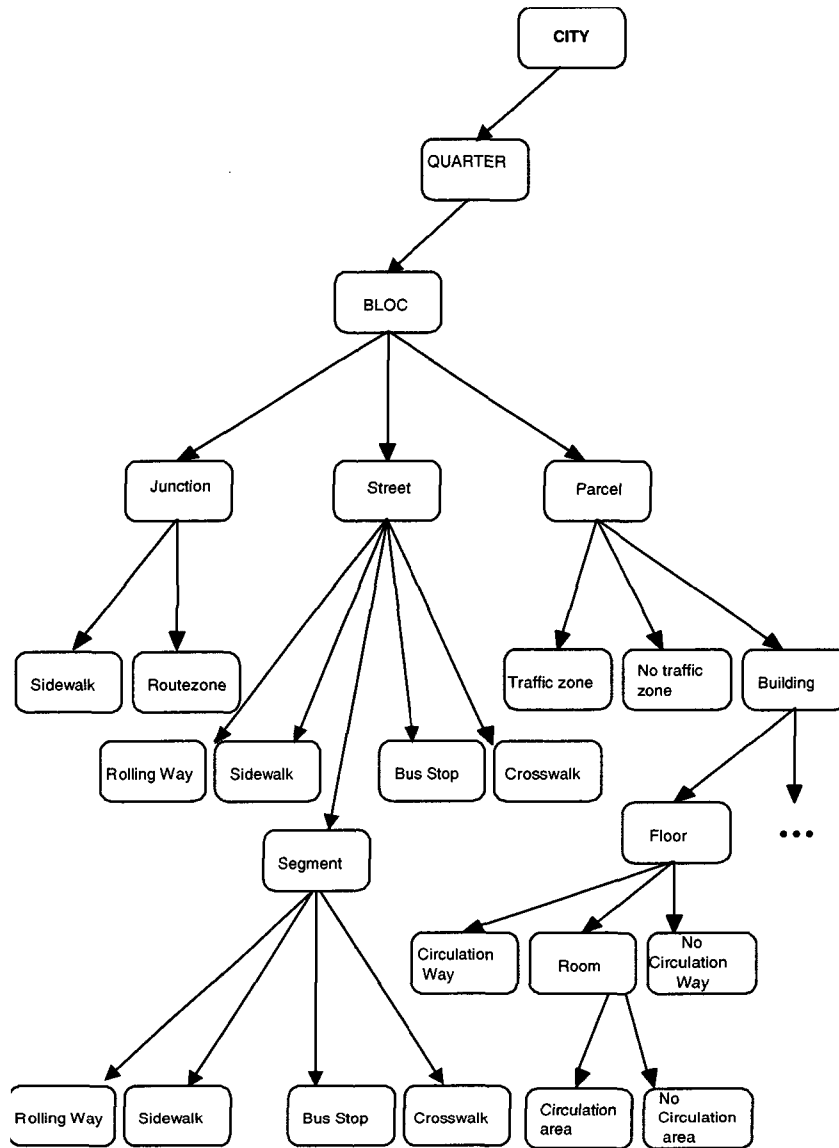 CITY
QUARTER
BLOC
Junction
Street
Parcel
Sidewalk
Routezone
Traffic zone
No traffic
zone
Building
Rolling Way
Sidewalk
Bus Stop
Crosswalk
Floor
...
Segment
Circulation
Way
Room
No
Circulation
Way
Rolling Way
Sidewalk
Bus Stop
Crosswalk
Circulation
area
No
Circulation
area